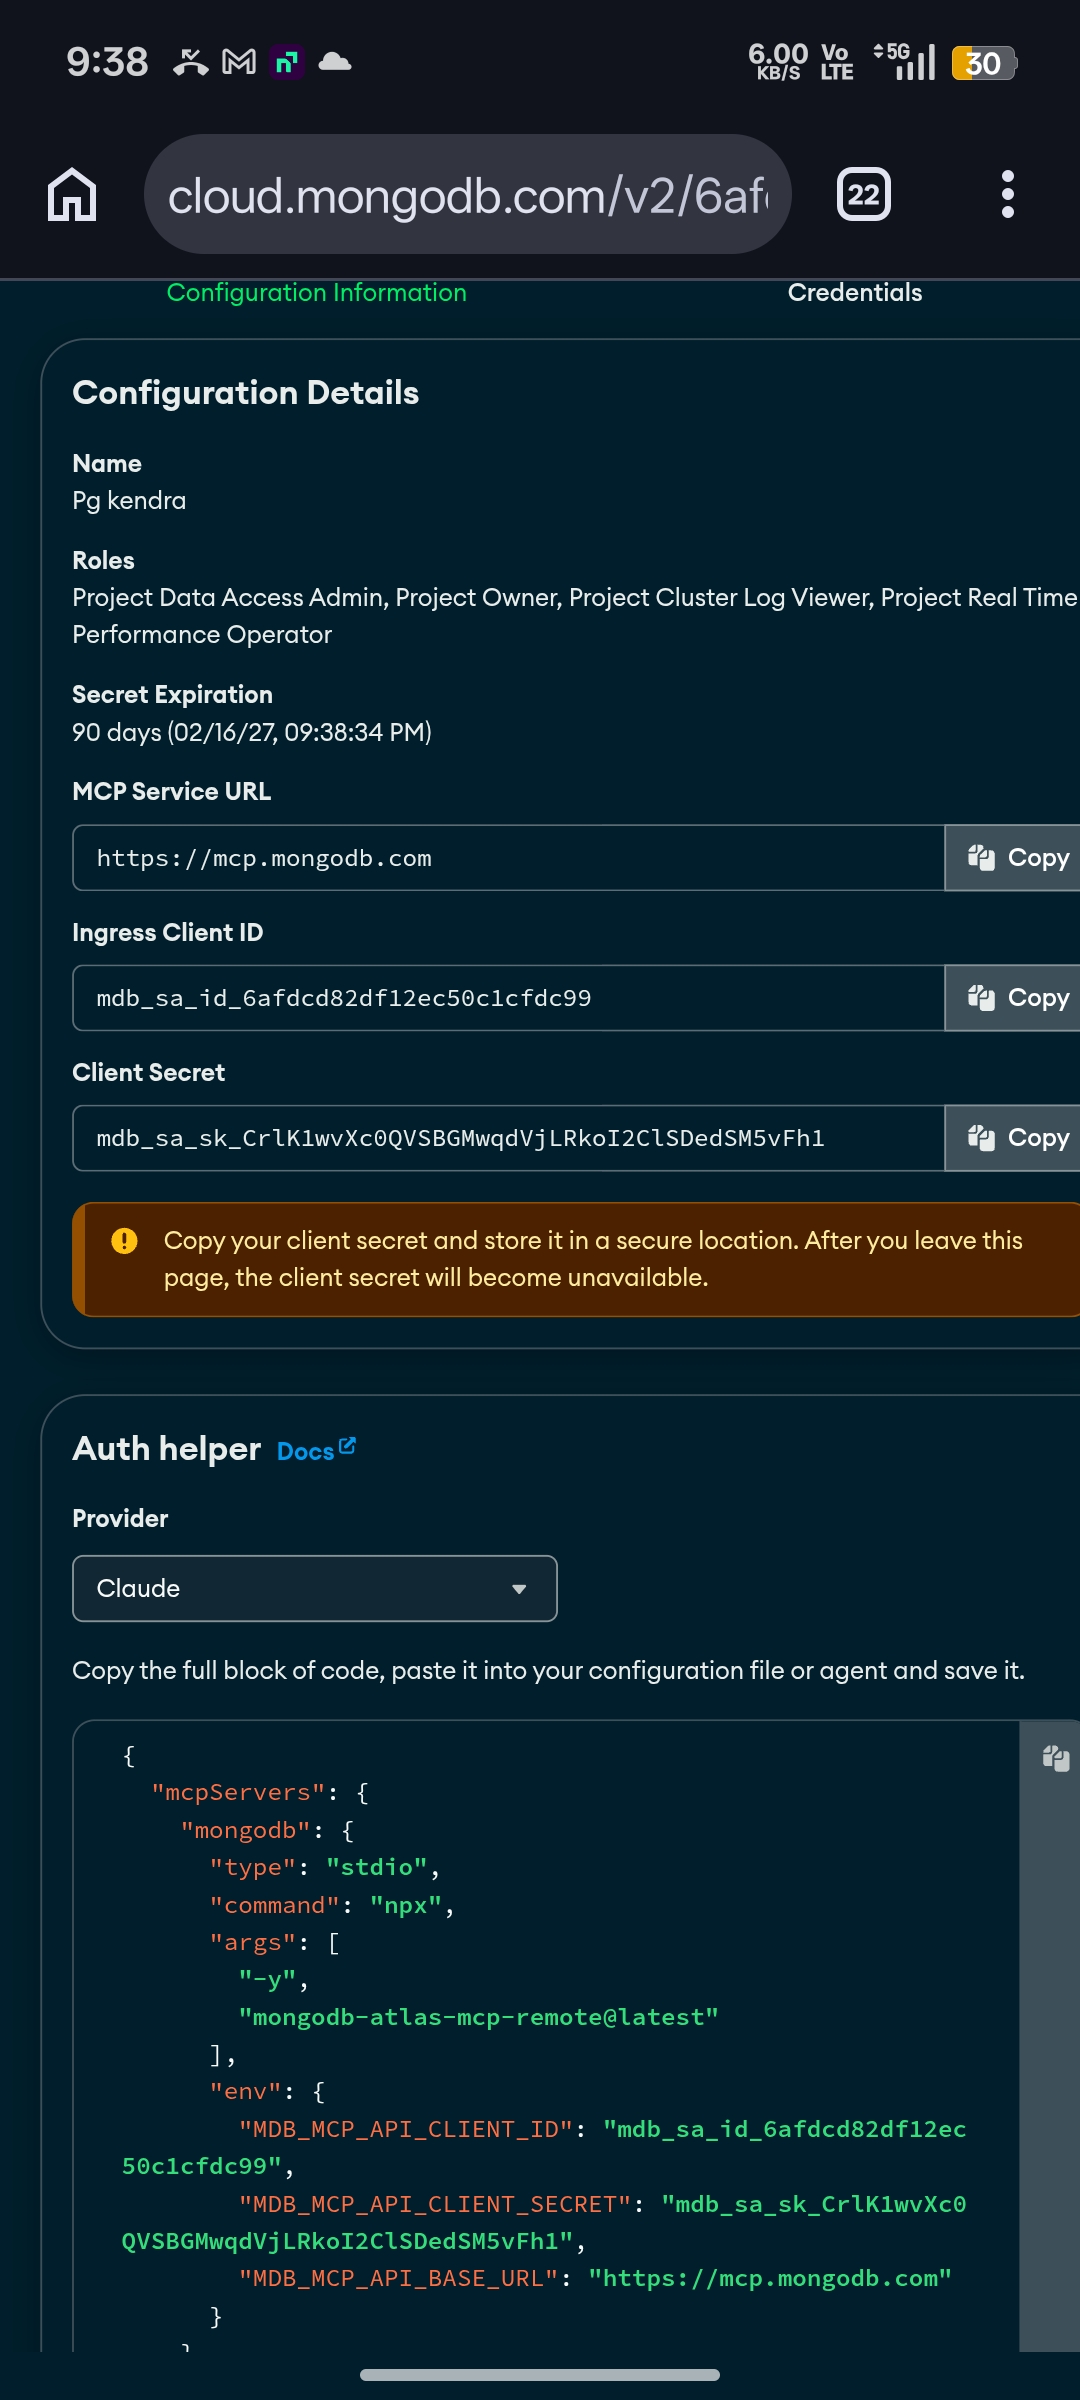 9:38
6.00 KB/S Vo LTE 5G 30
cloud.mongodb.com/v2/6af
22
Configuration Information Credentials
Configuration Details
Name
Pg kendra
Roles
Project Data Access Admin, Project Owner, Project Cluster Log Viewer, Project Real Time
Performance Operator
Secret Expiration
90 days (02/16/27, 09:38:34 PM)
MCP Service URL
https://mcp.mongodb.com Copy
Ingress Client ID
mdb_sa_id_6afdcd82df12ec50c1cfdc99 Copy
Client Secret
mdb_sa_sk_CrlK1wvXc0QVSBGMwqdVjLRkoI2ClSDedSM5vFh1 Copy
Copy your client secret and store it in a secure location. After you leave this
page, the client secret will become unavailable.
Auth helper Docs
Provider
Claude
Copy the full block of code, paste it into your configuration file or agent and save it.
{
"mcpServers": {
"mongodb": {
"type": "stdio",
"command": "npx",
"args": [
"-y",
"mongodb-atlas-mcp-remote@latest"
],
"env": {
"MDB_MCP_API_CLIENT_ID": "mdb_sa_id_6afdcd82df12ec
50c1cfdc99",
"MDB_MCP_API_CLIENT_SECRET": "mdb_sa_sk_CrlK1wvXc0
QVSBGMwqdVjLRkoI2ClSDedSM5vFh1",
"MDB_MCP_API_BASE_URL": "https://mcp.mongodb.com"
}
}